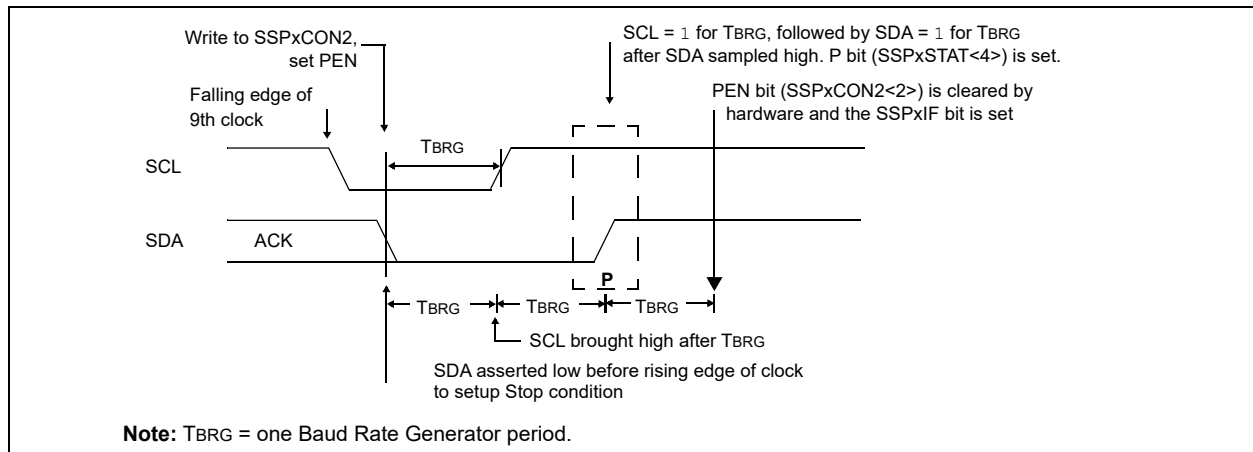 Write to SSPxCON2,
set PEN
SCL = 1 for TBRG, followed by SDA = 1 for TBRG
after SDA sampled high. P bit (SSPxSTAT<4>) is set.
Falling edge of
9th clock
PEN bit (SSPxCON2<2>) is cleared by
hardware and the SSPxIF bit is set
TBRG
SCL
SDA
ACK
P
TBRG
TBRG
TBRG
SCL brought high after TBRG
SDA asserted low before rising edge of clock
to setup Stop condition
Note: TBRG = one Baud Rate Generator period.